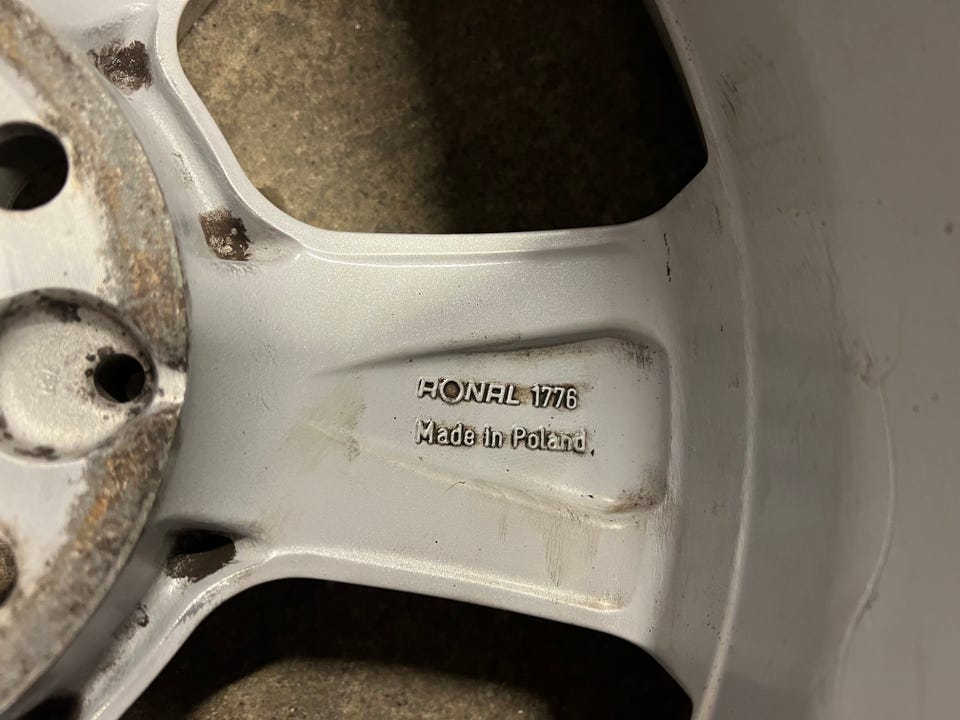 RONAL 1776
Made in Poland